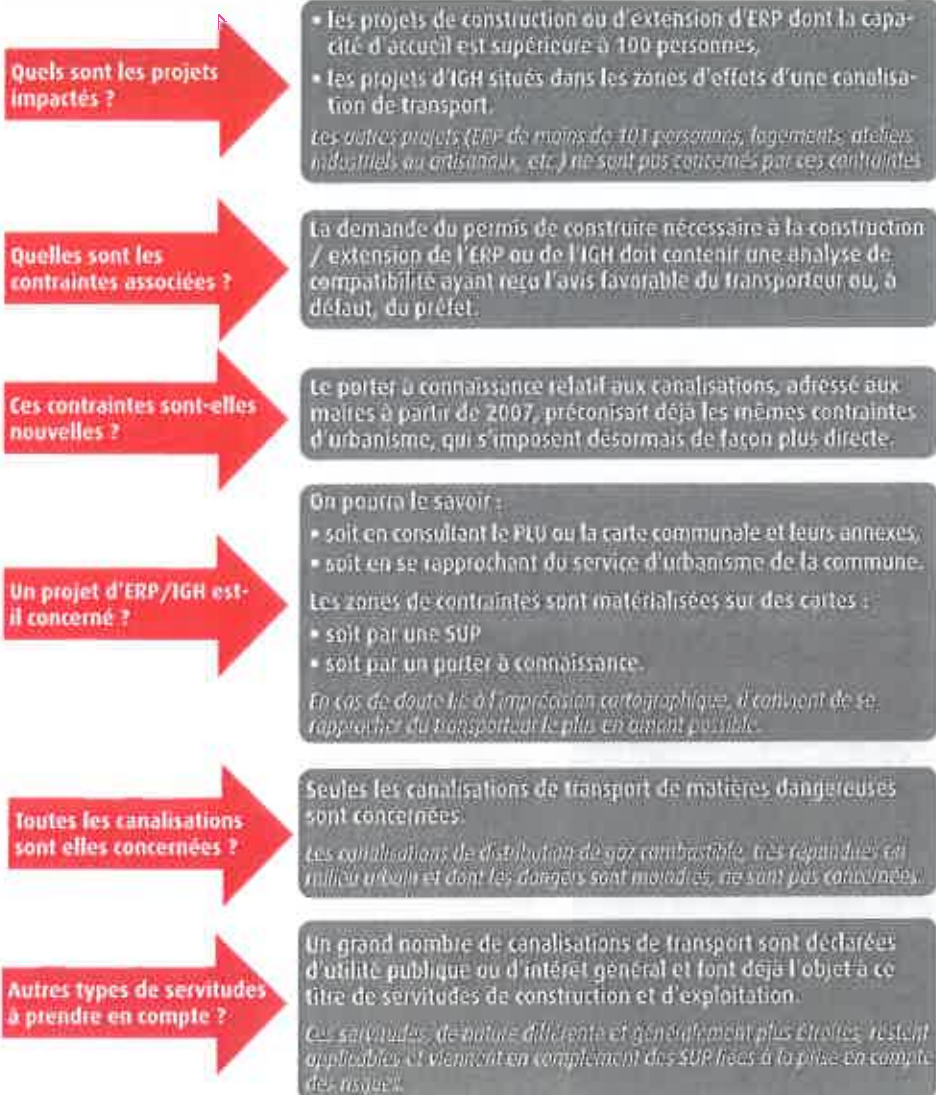 Quels sont les projets
impactés ?
• les projets de construction ou d'extension d'ERP dont la capa-
cité d'accueil est supérieure à 100 personnes,
• les projets d'IGH situés dans les zones d'effets d'une canalisa-
tion de transport.
Les autres projets (ERP de moins de 101 personnes, logements, ateliers
industriels ou artisanaux, etc.) ne sont pas concernés par ces contraintes
Quelles sont les
contraintes associées ?
La demande du permis de construire nécessaire à la construction
/ extension de l'ERP ou de l'IGH doit contenir une analyse de
compatibilité ayant reçu l'avis favorable du transporteur ou, à
défaut, du préfet.
Ces contraintes sont-elles
nouvelles ?
Le porter à connaissance relatif aux canalisations, adressé aux
maires à partir de 2007, préconisait déjà les mêmes contraintes
d'urbanisme, qui s'imposent désormais de façon plus directe.
Un projet d'ERP/IGH est-
il concerné ?
On pourra le savoir :
• soit en consultant le PLU ou la carte communale et leurs annexes,
• soit en se rapprochant du service d'urbanisme de la commune.
Les zones de contraintes sont matérialisées sur des cartes :
• soit par une SUP
• soit par un porter à connaissance.
En cas de doute lié à l'imprécision cartographique, il convient de se
rapprocher du transporteur le plus en amont possible.
Toutes les canalisations
sont elles concernées ?
Seules les canalisations de transport de matières dangereuses
sont concernées.
Les canalisations de distribution de gaz combustible, très répandues en
milieu urbain et dont les dangers sont moindres, ne sont pas concernées.
Autres types de servitudes
à prendre en compte ?
Un grand nombre de canalisations de transport sont déclarées
d'utilité publique ou d'intérêt général et font déjà l'objet à ce
titre de servitudes de construction et d'exploitation.
Ces servitudes, de nature différente et généralement plus étroites, restent
applicables et viennent en complément des SUP liées à la prise en compte
des risques.